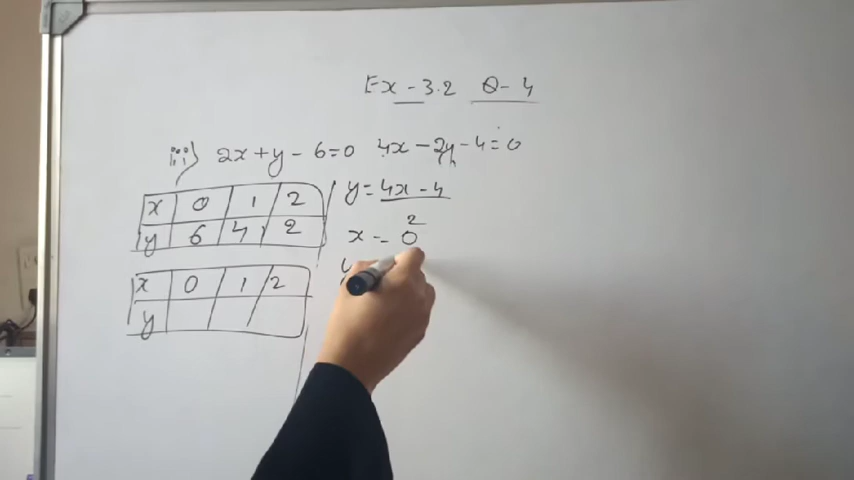 Ex - 3.2 Q - 4
iii) 2x + y - 6 = 0 4x - 2y - 4 = 0
x 0 1 2
y 6 4 2
y = 4x - 4
2
x = 0
x 0 1 2
y
y